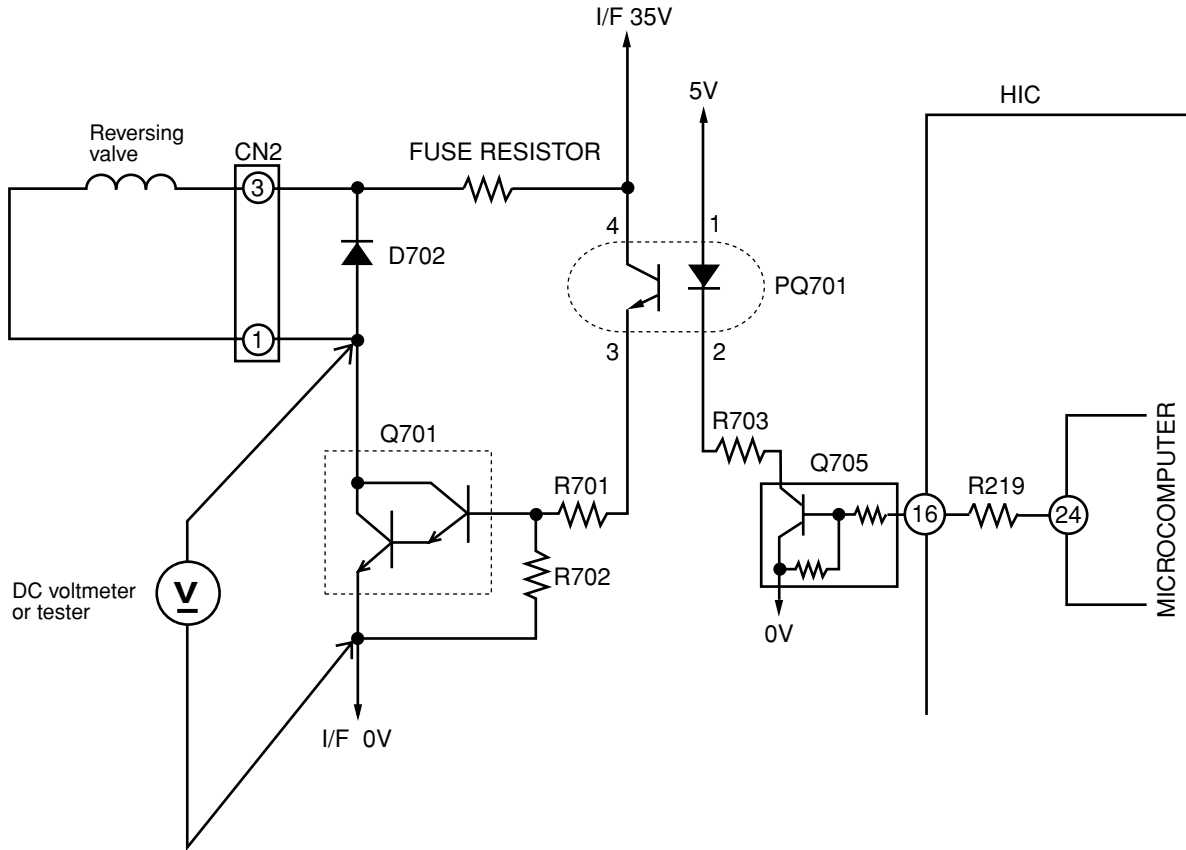 I/F 35V
5V
HIC
Reversing
valve
CN2
FUSE RESISTOR
3
4
1
D702
PQ701
1
3
2
R703
Q701
Q705
R701
R219
16
24
R702
MICROCOMPUTER
DC voltmeter
or tester
V
0V
I/F 0V